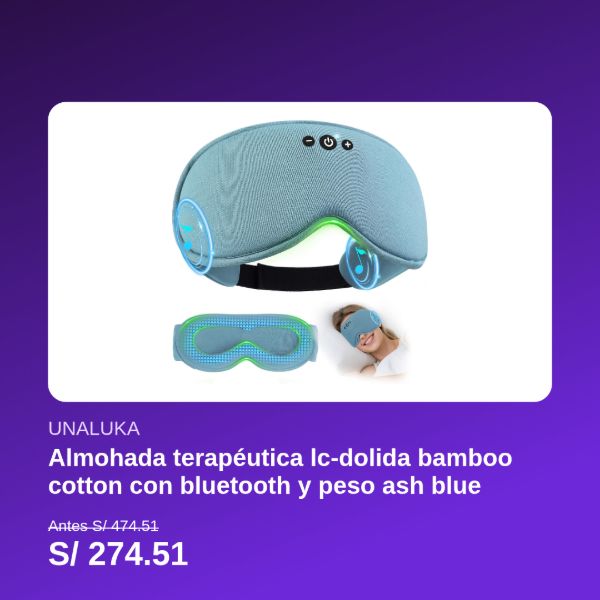 UNALUKA
Almohada terapéutica lc-dolida bamboo
cotton con bluetooth y peso ash blue
Antes S/ 474.51
S/ 274.51